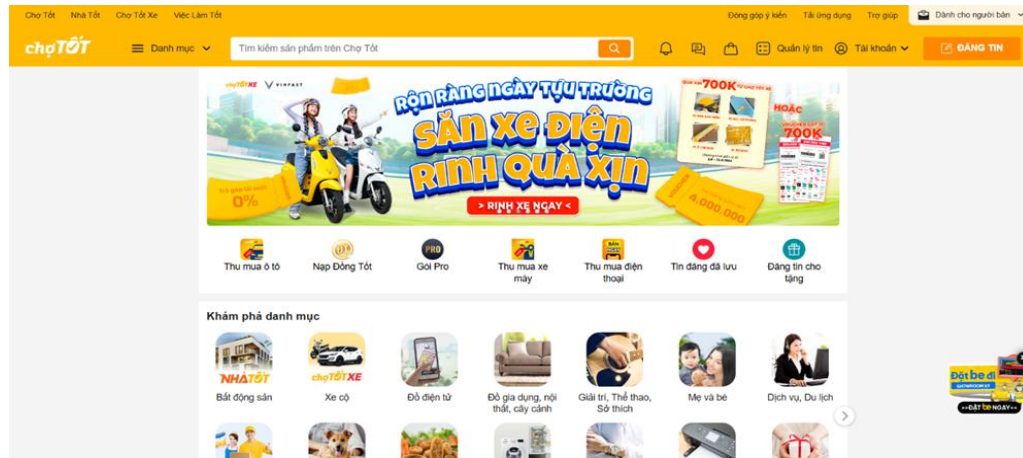 Chợ Tốt Nhà Tốt Chợ Tốt Xe Việc Làm Tốt Đóng góp ý kiến Tải ứng dụng Trợ giúp Dành cho người bán
chợTỐT Danh mục Tìm kiếm sản phẩm trên Chợ Tốt Quản lý tin Tài khoản ĐĂNG TIN
chợTỐTXE VINFAST
RỘN RÀNG NGÀY TỰU TRƯỜNG
SĂN XE ĐIỆN
RINH QUÀ XỊN
> RINH XE NGAY <
700K
HOẶC
700K
Trả góp lãi suất
0%
VOUCHER
4.000.000
Thu mua ô tô
Nạp Đồng Tốt
PRO
Gói Pro
Thu mua xe máy
Thu mua điện thoại
Tin đăng đã lưu
Đăng tin cho tặng
Khám phá danh mục
NHÀTỐT
Bất động sản
chợTỐTXE
Xe cộ
Đồ điện tử
Đồ gia dụng, nội thất, cây cảnh
Giải trí, Thể thao, Sở thích
Mẹ và bé
Dịch vụ, Du lịch
Đặt be đi
>>ĐẶT be NGAY<<